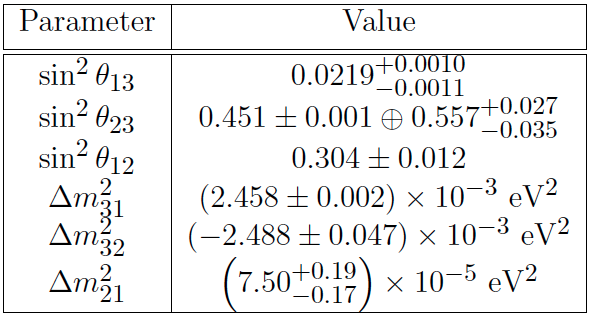 Parameter Value
sin² θ₁₃ 0.0219⁺⁰·⁰⁰¹⁰₋₀.₀₀₁₁
sin² θ₂₃ 0.451 ± 0.001 ⊕ 0.557⁺⁰·⁰²⁷₋₀.₀₃₅
sin² θ₁₂ 0.304 ± 0.012
Δm²₃₁ (2.458 ± 0.002) × 10⁻³ eV²
Δm²₃₂ (−2.488 ± 0.047) × 10⁻³ eV²
Δm²₂₁ (7.50⁺⁰·¹⁹₋₀.₁₇) × 10⁻⁵ eV²